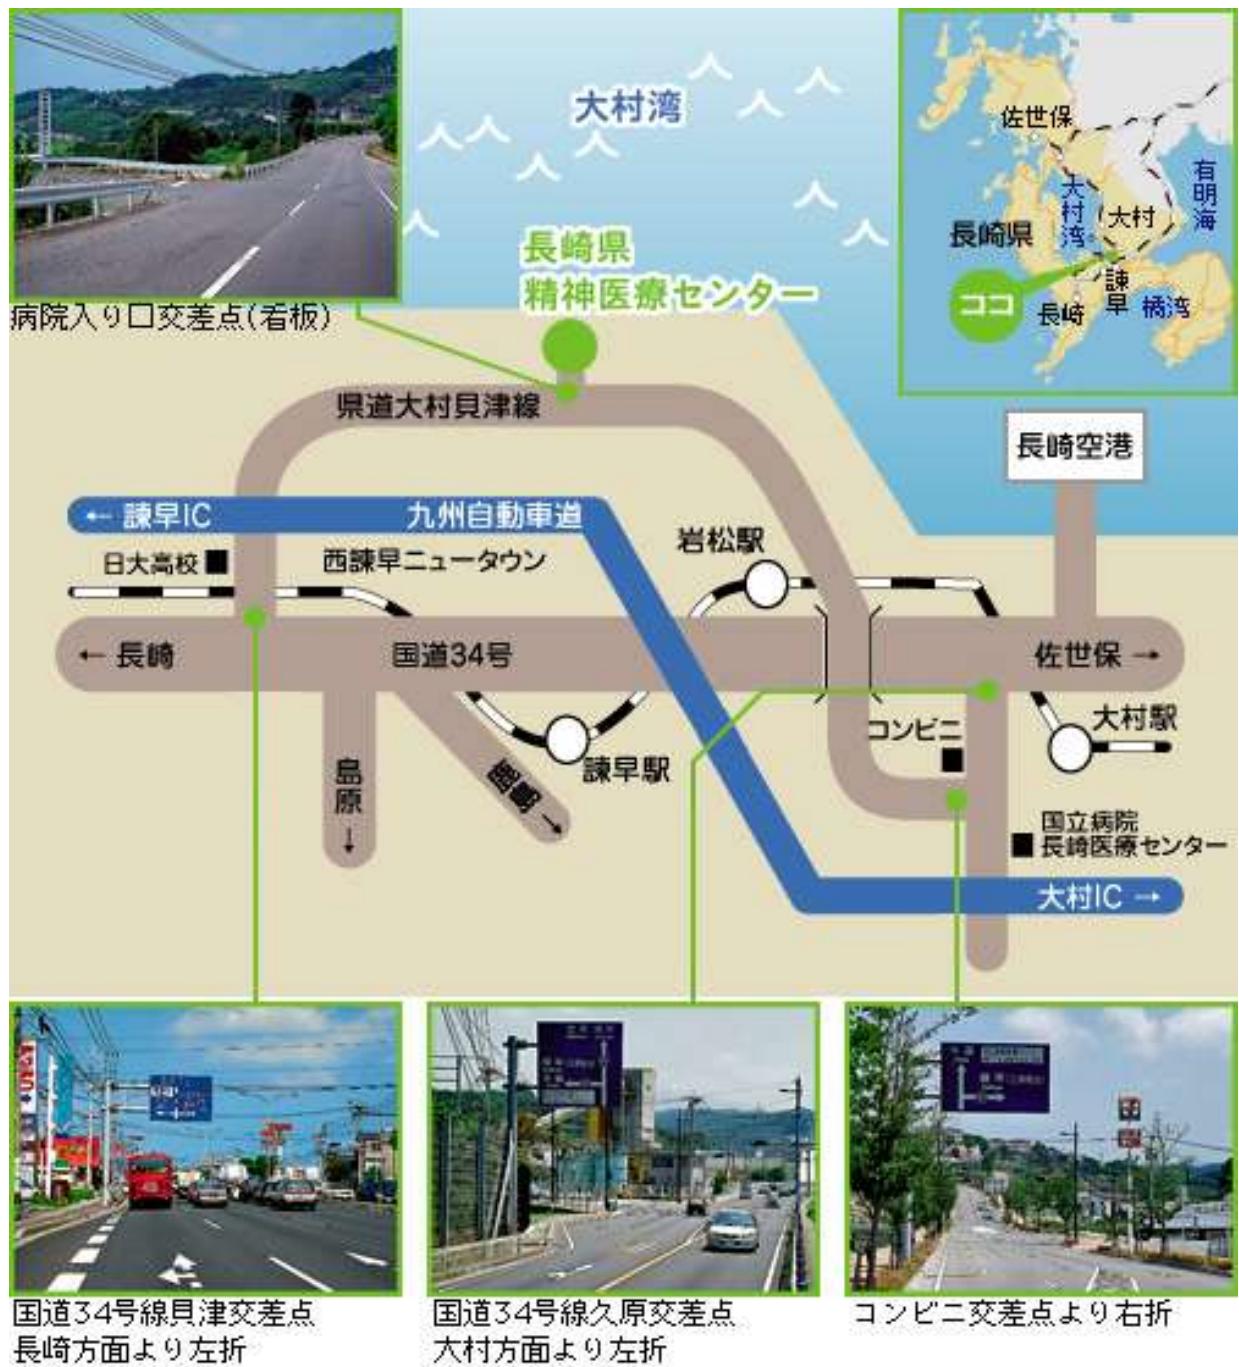 大村湾
長崎県
精神医療センター
病院入り口交差点(看板)
佐世保
大村湾
大村
有明海
長崎県
ココ
長崎
諫早
橘湾
県道大村貝津線
長崎空港
← 諫早IC
九州自動車道
岩松駅
日大高校
西諫早ニュータウン
← 長崎
国道34号
佐世保 →
コンビニ
大村駅
諫早駅
島原
↓
鹿島
→
国立病院
長崎医療センター
大村IC →
国道34号線貝津交差点
長崎方面より左折
国道34号線久原交差点
大村方面より左折
コンビニ交差点より右折